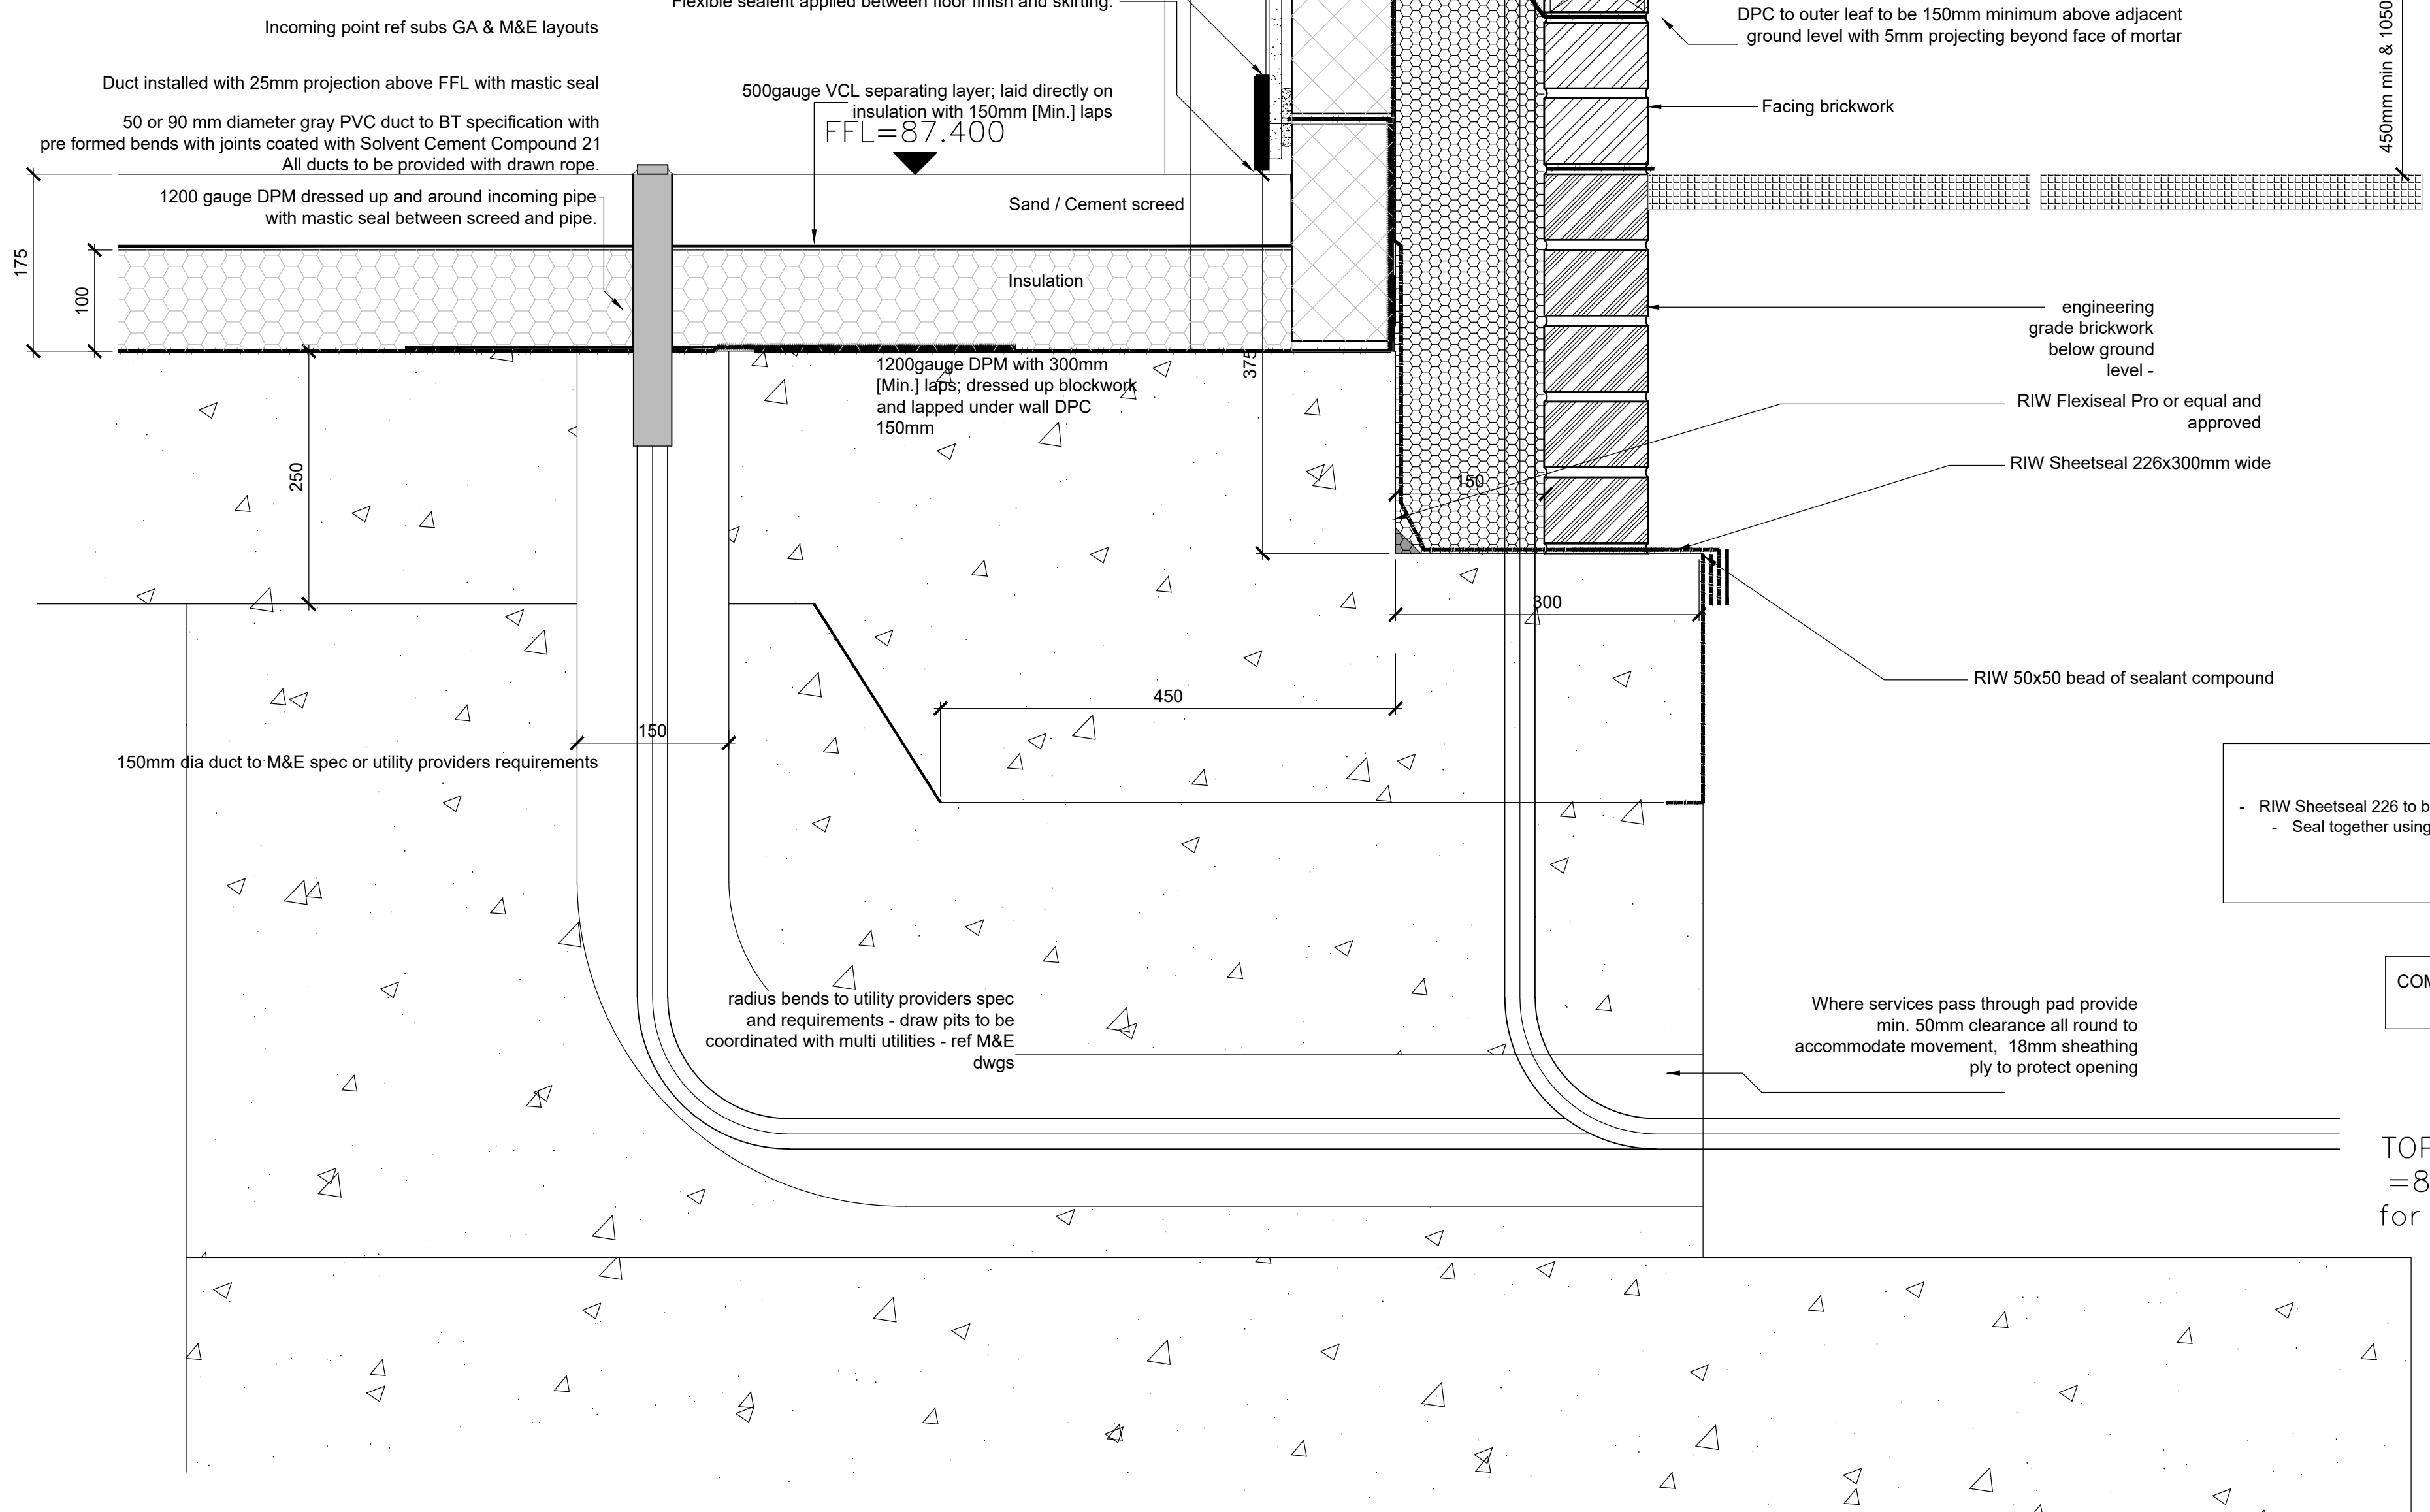 Flexible sealent applied between floor finish and skirting.
Incoming point ref subs GA & M&E layouts
Duct installed with 25mm projection above FFL with mastic seal
50 or 90 mm diameter gray PVC duct to BT specification with
pre formed bends with joints coated with Solvent Cement Compound 21
All ducts to be provided with drawn rope.
1200 gauge DPM dressed up and around incoming pipe
with mastic seal between screed and pipe.
500gauge VCL separating layer; laid directly on
insulation with 150mm [Min.] laps
FFL=87.400
Sand / Cement screed
Insulation
175
100
250
375
1200gauge DPM with 300mm
[Min.] laps; dressed up blockwork
and lapped under wall DPC
150mm
DPC to outer leaf to be 150mm minimum above adjacent
ground level with 5mm projecting beyond face of mortar
450mm min & 1050
Facing brickwork
engineering
grade brickwork
below ground
level -
RIW Flexiseal Pro or equal and
approved
RIW Sheetseal 226x300mm wide
150
300
450
150
RIW 50x50 bead of sealant compound
150mm dia duct to M&E spec or utility providers requirements
- RIW Sheetseal 226 to b
- Seal together using
COM
radius bends to utility providers spec
and requirements - draw pits to be
coordinated with multi utilities - ref M&E
dwgs
Where services pass through pad provide
min. 50mm clearance all round to
accommodate movement, 18mm sheathing
ply to protect opening
TOF
=8
for